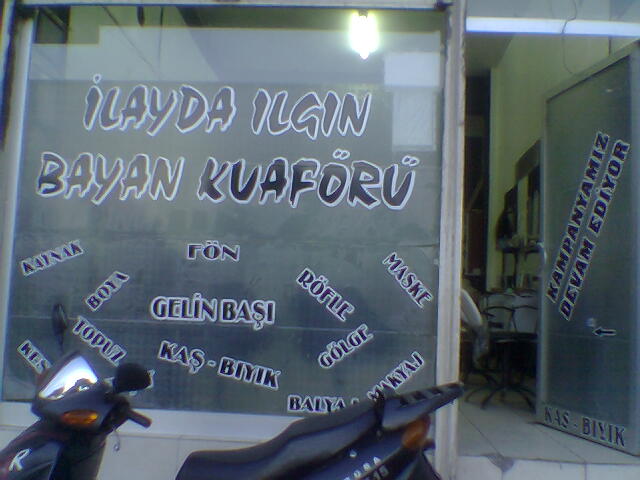 İLAYDA ILGIN
BAYAN KUAFÖRÜ
KAYNAK
FÖN
MASKE
BOYA
GELİN BAŞI
RÖFLE
TOPUZ
KAŞ - BIYIK
GÖLGE
MAKYAJ
KAMPANYAMIZ
DEVAM EDİYOR
KAŞ - BIYIK
R